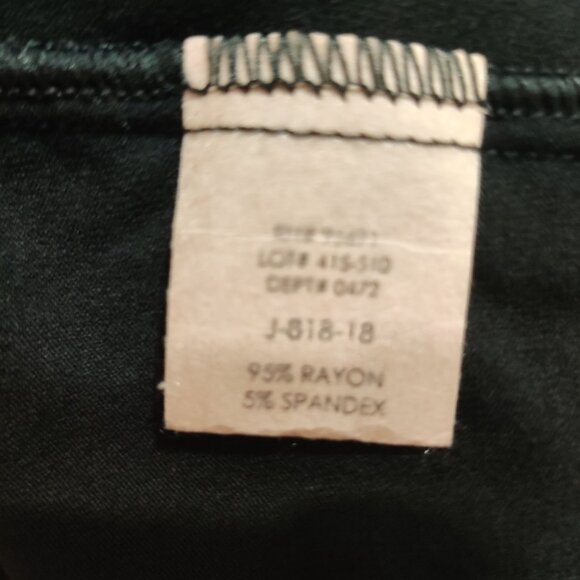 LOT# 415-510
DEPT# 0472
J-818-18
95% RAYON
5% SPANDEX